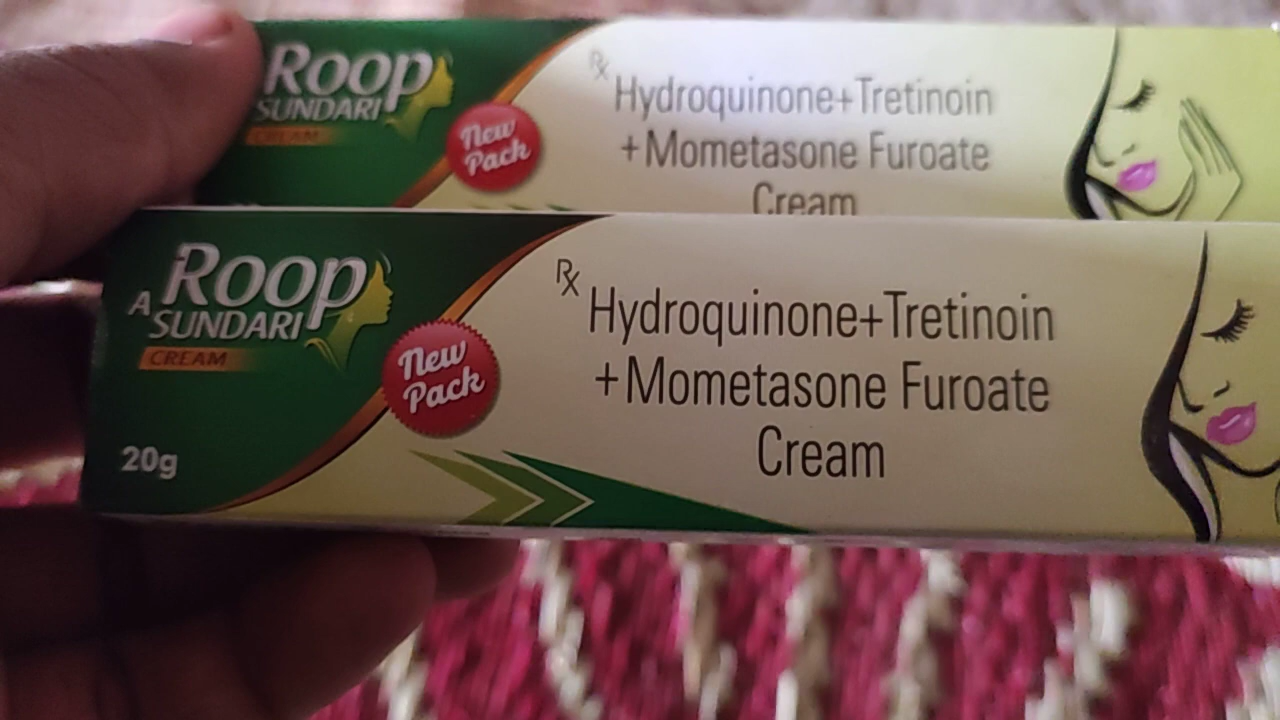 Roop
SUNDARI
CREAM
New
Pack
Rx
Hydroquinone+Tretinoin
+Mometasone Furoate
Cream
A Roop
SUNDARI
CREAM
20g
New
Pack
Rx
Hydroquinone+Tretinoin
+Mometasone Furoate
Cream